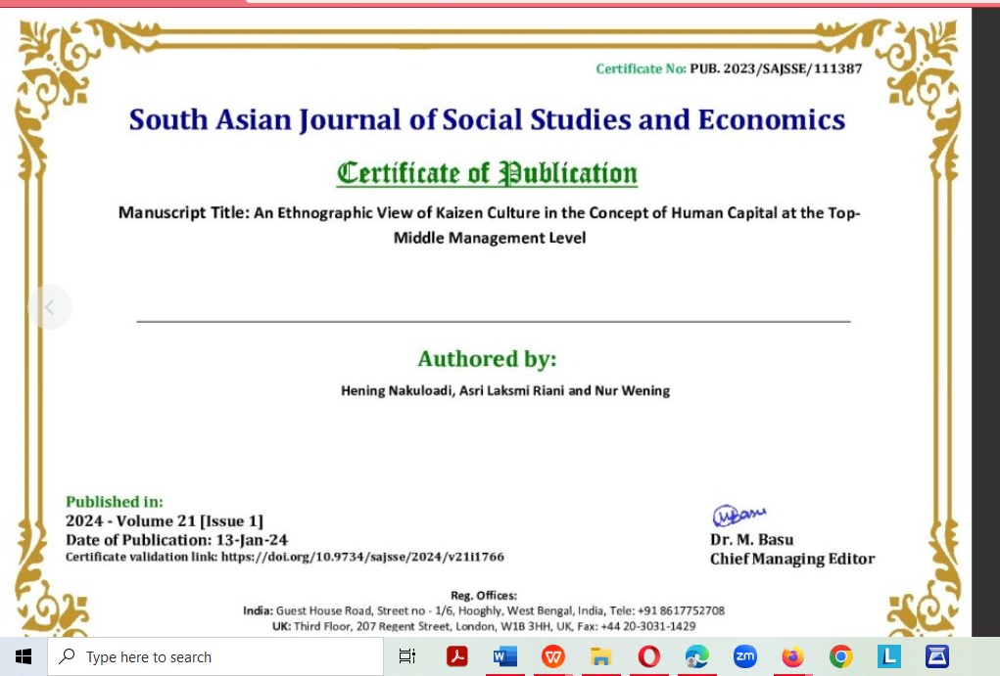 Certificate No: PUB. 2023/SAJSSE/111387
South Asian Journal of Social Studies and Economics
Certificate of Publication
Manuscript Title: An Ethnographic View of Kaizen Culture in the Concept of Human Capital at the Top-
Middle Management Level
Authored by:
Hening Nakuloadi, Asri Laksmi Riani and Nur Wening
Published in:
2024 - Volume 21 [Issue 1]
Date of Publication: 13-Jan-24
Certificate validation link: https://doi.org/10.9734/sajsse/2024/v21i1766
Dr. M. Basu
Chief Managing Editor
Reg. Offices:
India: Guest House Road, Street no - 1/6, Hooghly, West Bengal, India, Tele: +91 8617752708
UK: Third Floor, 207 Regent Street, London, W1B 3HH, UK, Fax: +44 20-3031-1429
Type here to search
W
W
zm
L